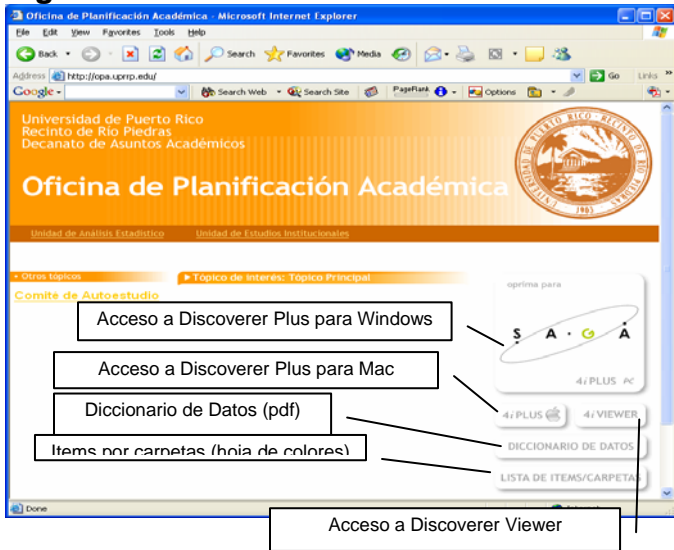 Oficina de Planificación Académica - Microsoft Internet Explorer
File Edit View Favorites Tools Help
Back Search Favorites Media
Address http://opa.uprrp.edu/ Go Links »
Google Search Web Search Site PageRank Options
Universidad de Puerto Rico
Recinto de Río Piedras
Decanato de Asuntos Académicos
Oficina de Planificación Académica
1903
Unidad de Análisis Estadístico Unidad de Estudios Institucionales
Otros tópicos
Tópico de Interés: Tópico Principal
Comité de Autoestudio
oprima para
S A · G A
4i PLUS PC
Acceso a Discoverer Plus para Windows
Acceso a Discoverer Plus para Mac
4i PLUS
4i VIEWER
Diccionario de Datos (pdf)
DICCIONARIO DE DATOS
Items por carpetas (hoja de colores)
LISTA DE ITEMS/CARPETAS
Done
Acceso a Discoverer Viewer